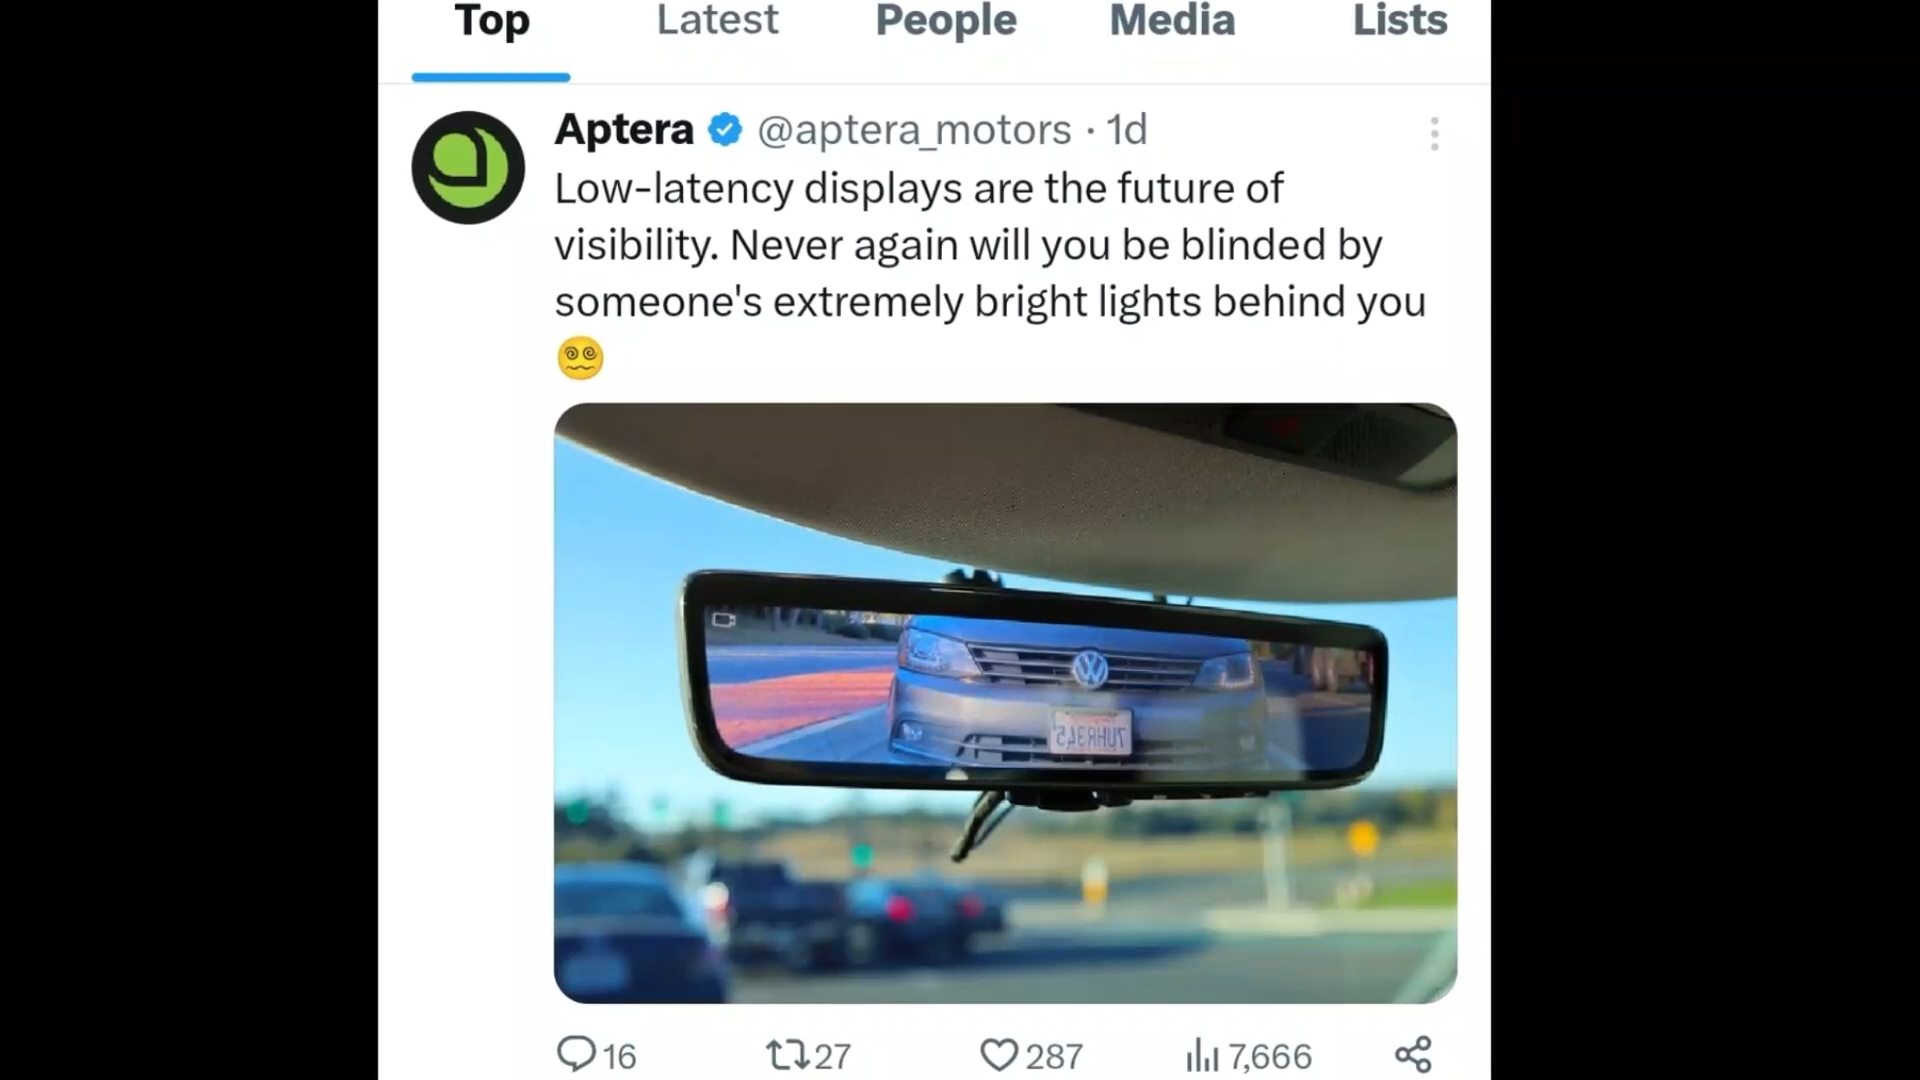 Top Latest People Media Lists
Aptera @aptera_motors · 1d
Low-latency displays are the future of
visibility. Never again will you be blinded by
someone's extremely bright lights behind you
😵‍💫
7UHR345
16 27 287 7,666